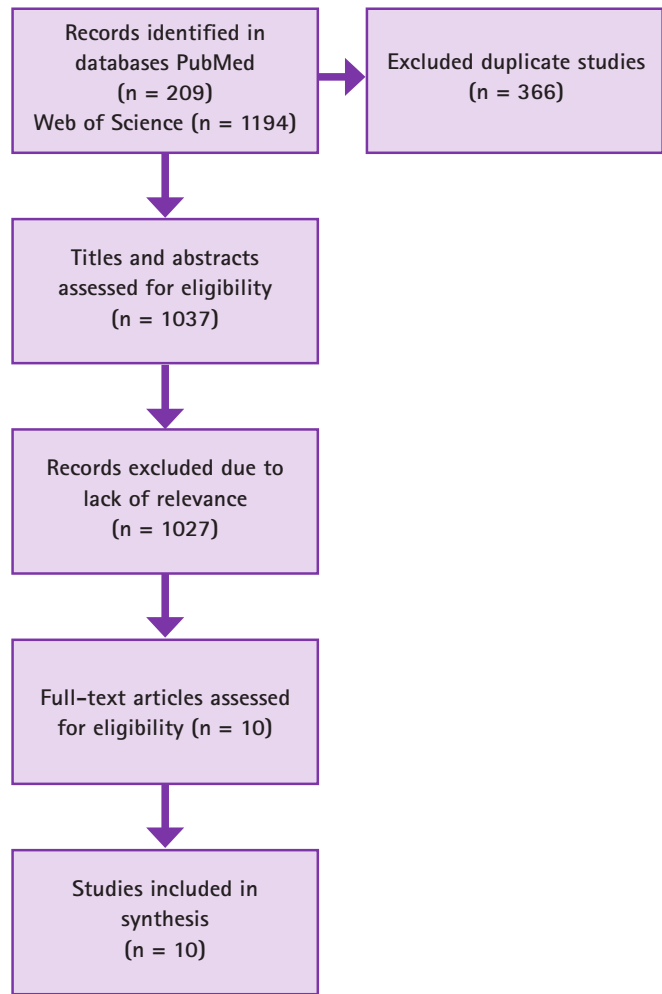 Records identified in
databases PubMed
(n = 209)
Web of Science (n = 1194)
Excluded duplicate studies
(n = 366)
Titles and abstracts
assessed for eligibility
(n = 1037)
Records excluded due to
lack of relevance
(n = 1027)
Full-text articles assessed
for eligibility (n = 10)
Studies included in
synthesis
(n = 10)